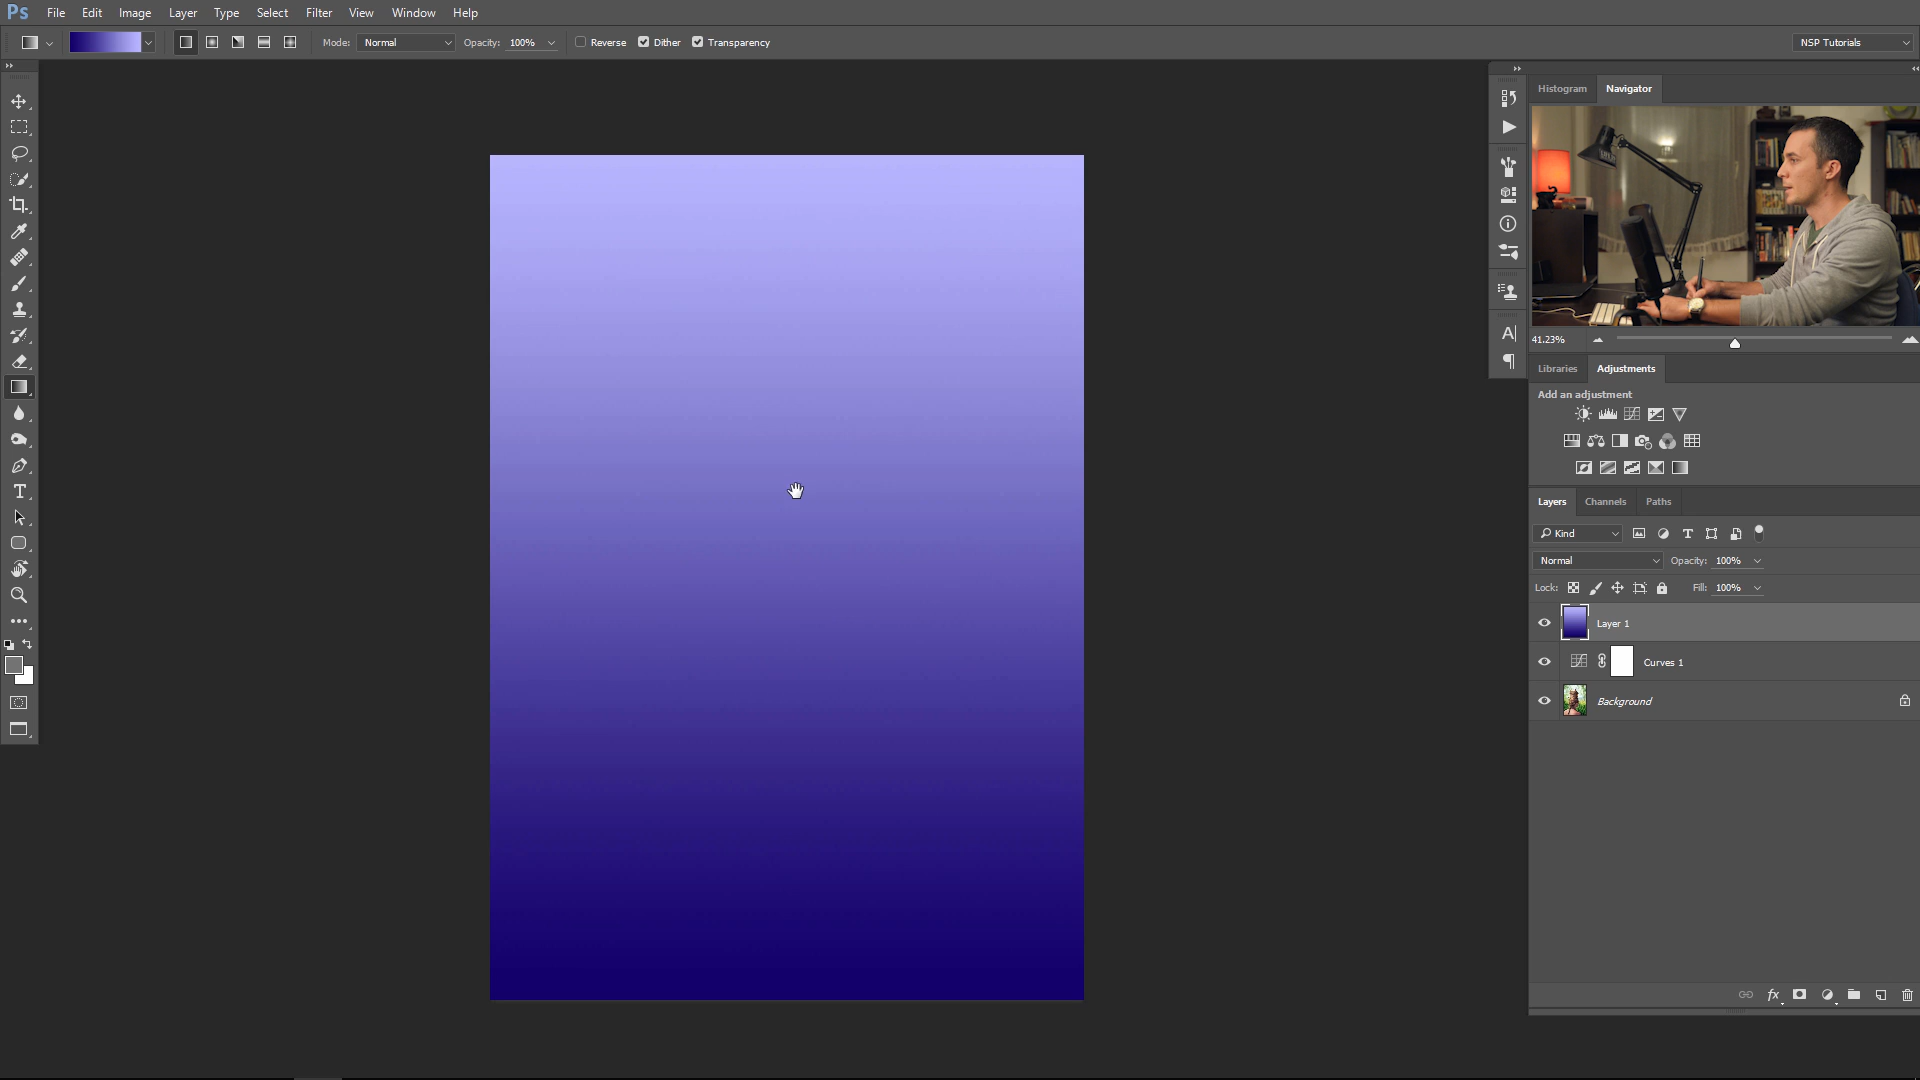 Ps File Edit Image Layer Type Select Filter View Window Help
Mode: Normal Opacity: 100% Reverse Dither Transparency NSP Tutorials
Histogram Navigator
41.23%
Libraries Adjustments
Add an adjustment
Layers Channels Paths
Kind
Normal Opacity: 100%
Lock: Fill: 100%
Layer 1
Curves 1
Background
fx